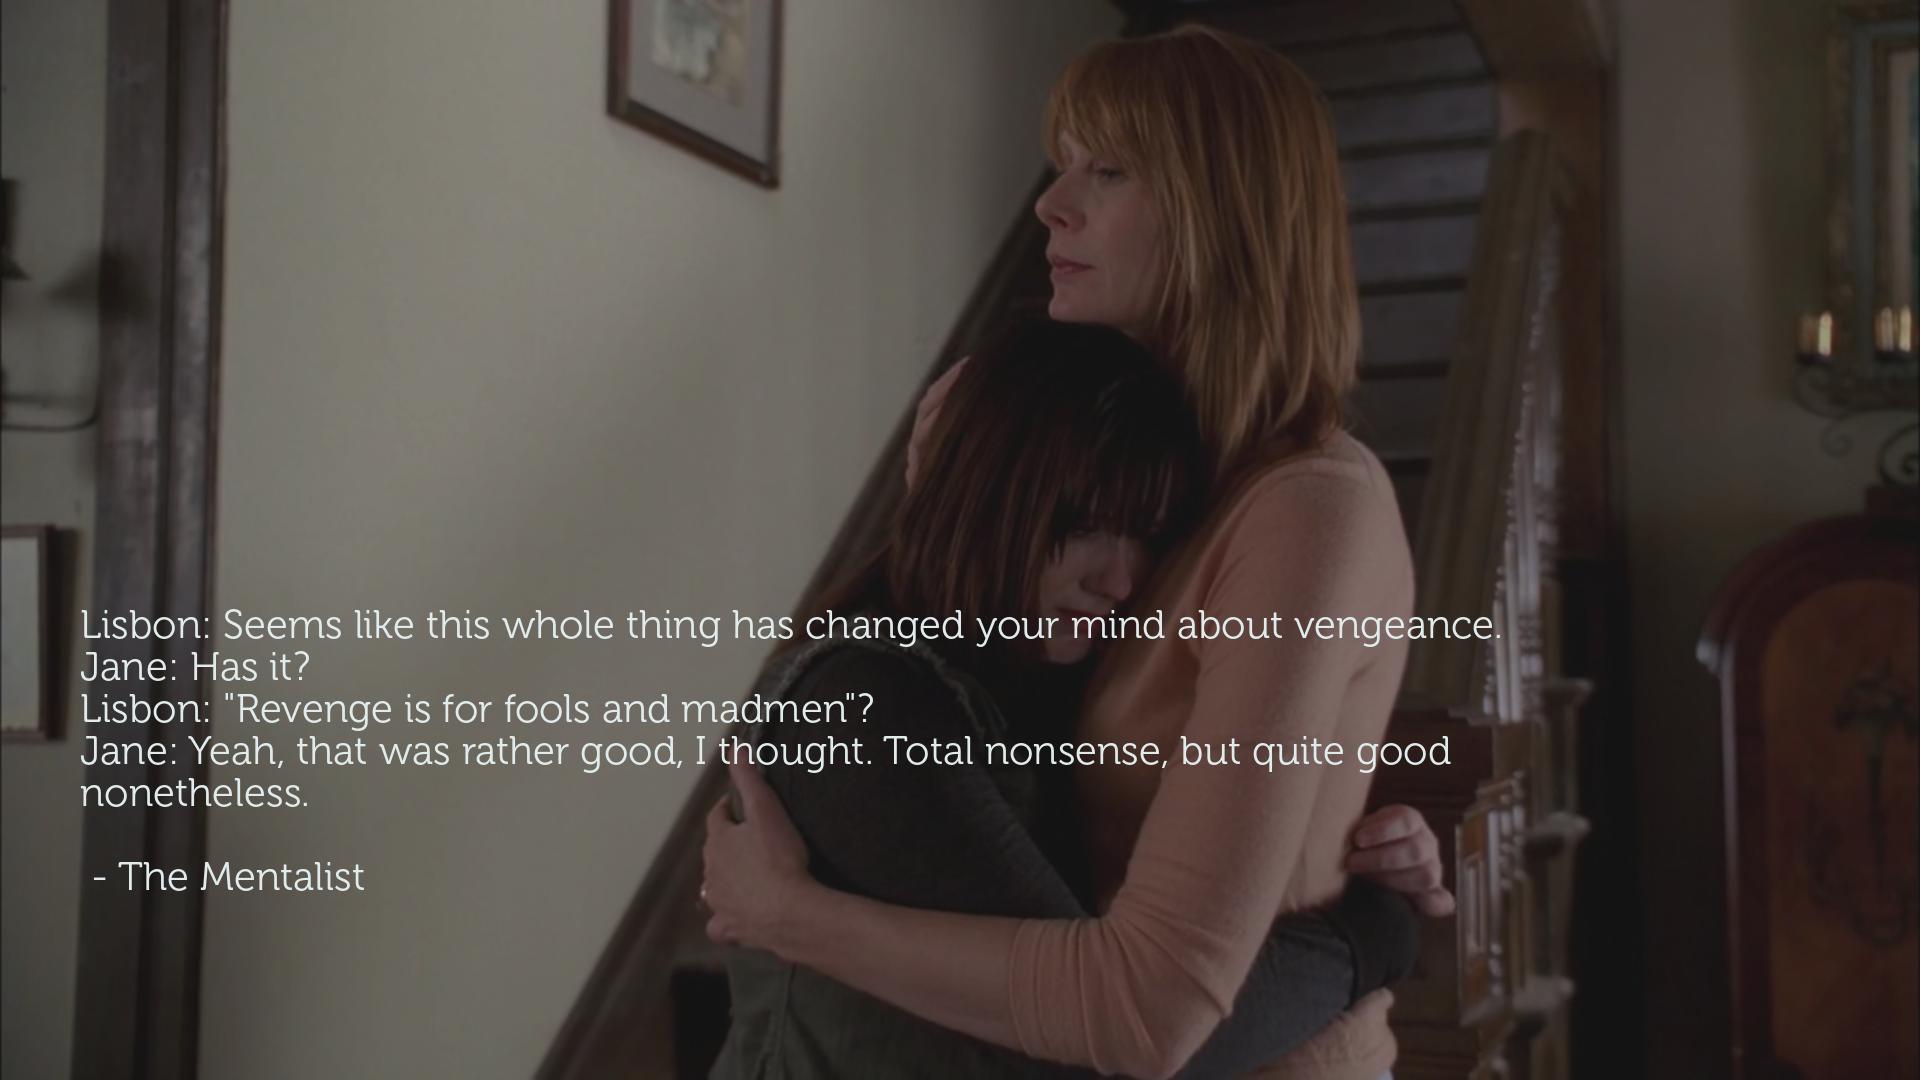 Lisbon: Seems like this whole thing has changed your mind about vengeance.
Jane: Has it?
Lisbon: "Revenge is for fools and madmen"?
Jane: Yeah, that was rather good, I thought. Total nonsense, but quite good
nonetheless.
- The Mentalist